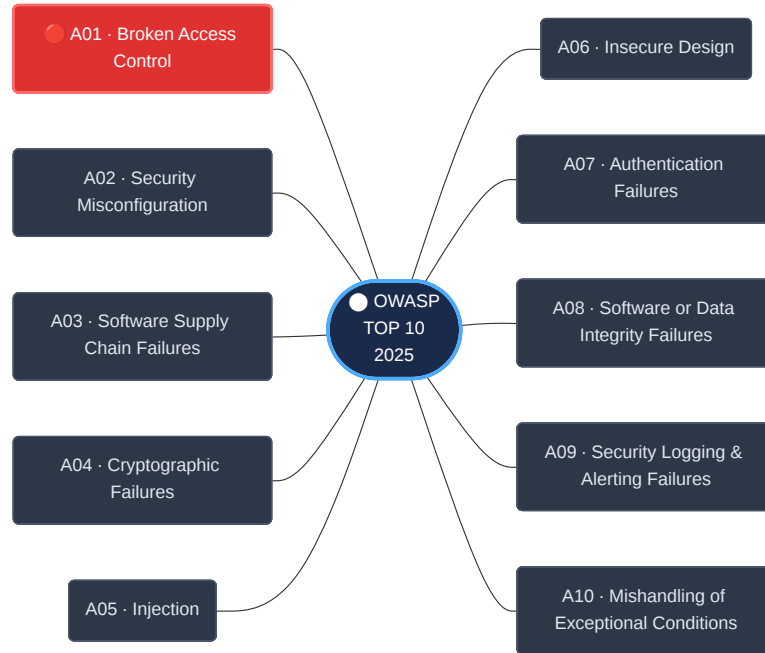 🔴 A01 · Broken Access
Control
A02 · Security
Misconfiguration
A03 · Software Supply
Chain Failures
A04 · Cryptographic
Failures
A05 · Injection
⚪ OWASP
TOP 10
2025
A06 · Insecure Design
A07 · Authentication
Failures
A08 · Software or Data
Integrity Failures
A09 · Security Logging &
Alerting Failures
A10 · Mishandling of
Exceptional Conditions